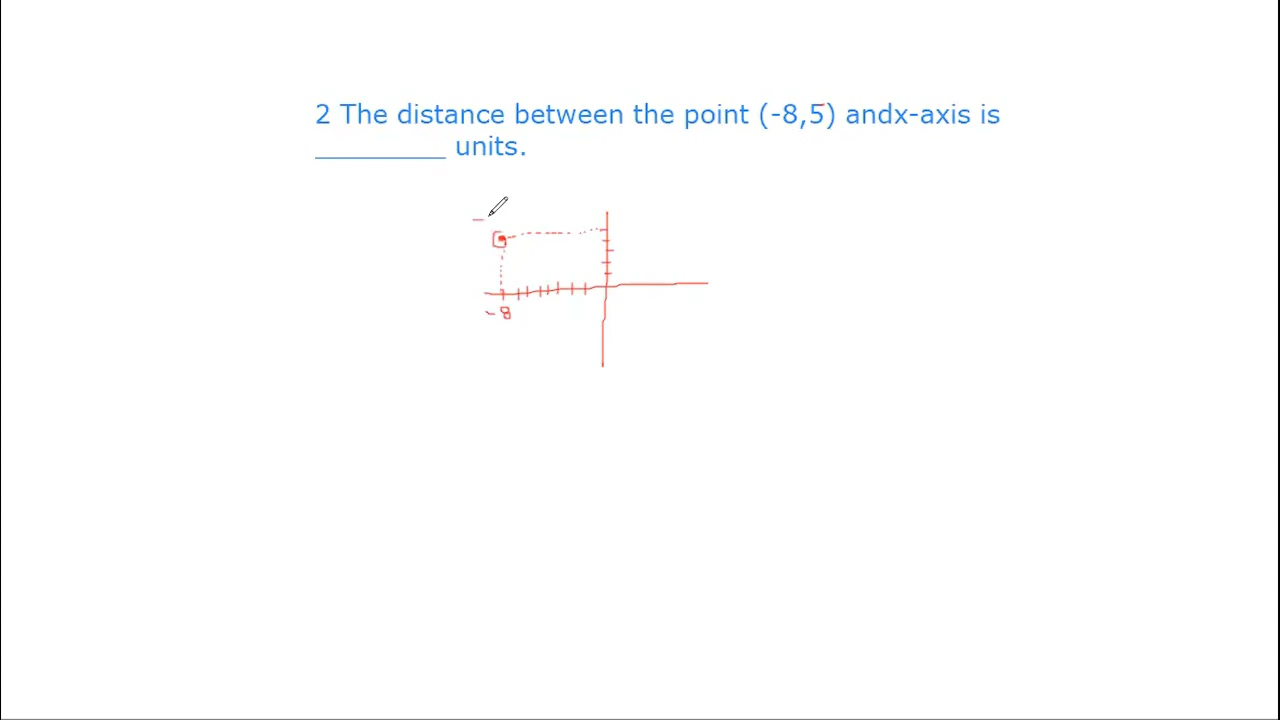 2 The distance between the point (-8,5) andx-axis is
_________ units.
-8